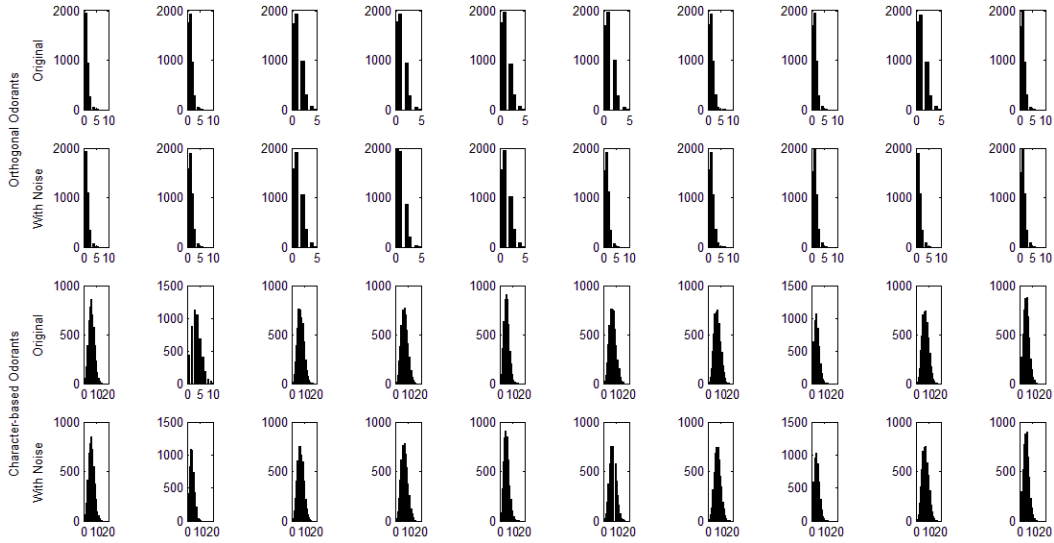 Orthogonal Odorants
Original
2000 2000 2000 2000 2000 2000 2000 2000 2000 2000
1000 1000 1000 1000 1000 1000 1000 1000 1000 1000
0 0 0 0 0 0 0 0 0 0
0 5 10 0 5 10 0 5 0 5 0 5 0 5 0 5 10 0 5 10 0 5 0 5 10
With Noise
2000 2000 2000 2000 2000 2000 2000 2000 2000 2000
1000 1000 1000 1000 1000 1000 1000 1000 1000 1000
0 0 0 0 0 0 0 0 0 0
0 5 10 0 5 10 0 5 0 5 0 5 0 5 10 0 5 10 0 5 10 0 5 10 0 5 10
Character-based Odorants
Original
1000 1500 1000 1000 1000 1000 1000 1500 1000 1000
1000 1000
500 500 500 500 500 500 500 500 500 500
0 0 0 0 0 0 0 0 0 0
0 1020 0 5 10 0 1020 0 1020 0 1020 0 1020 0 1020 0 1020 0 1020 0 1020
With Noise
1000 1500 1000 1000 1000 1000 1000 1500 1000 1000
1000 1000
500 500 500 500 500 500 500 500 500 500
0 0 0 0 0 0 0 0 0 0
0 1020 0 1020 0 1020 0 1020 0 1020 0 1020 0 1020 0 1020 0 1020 0 1020